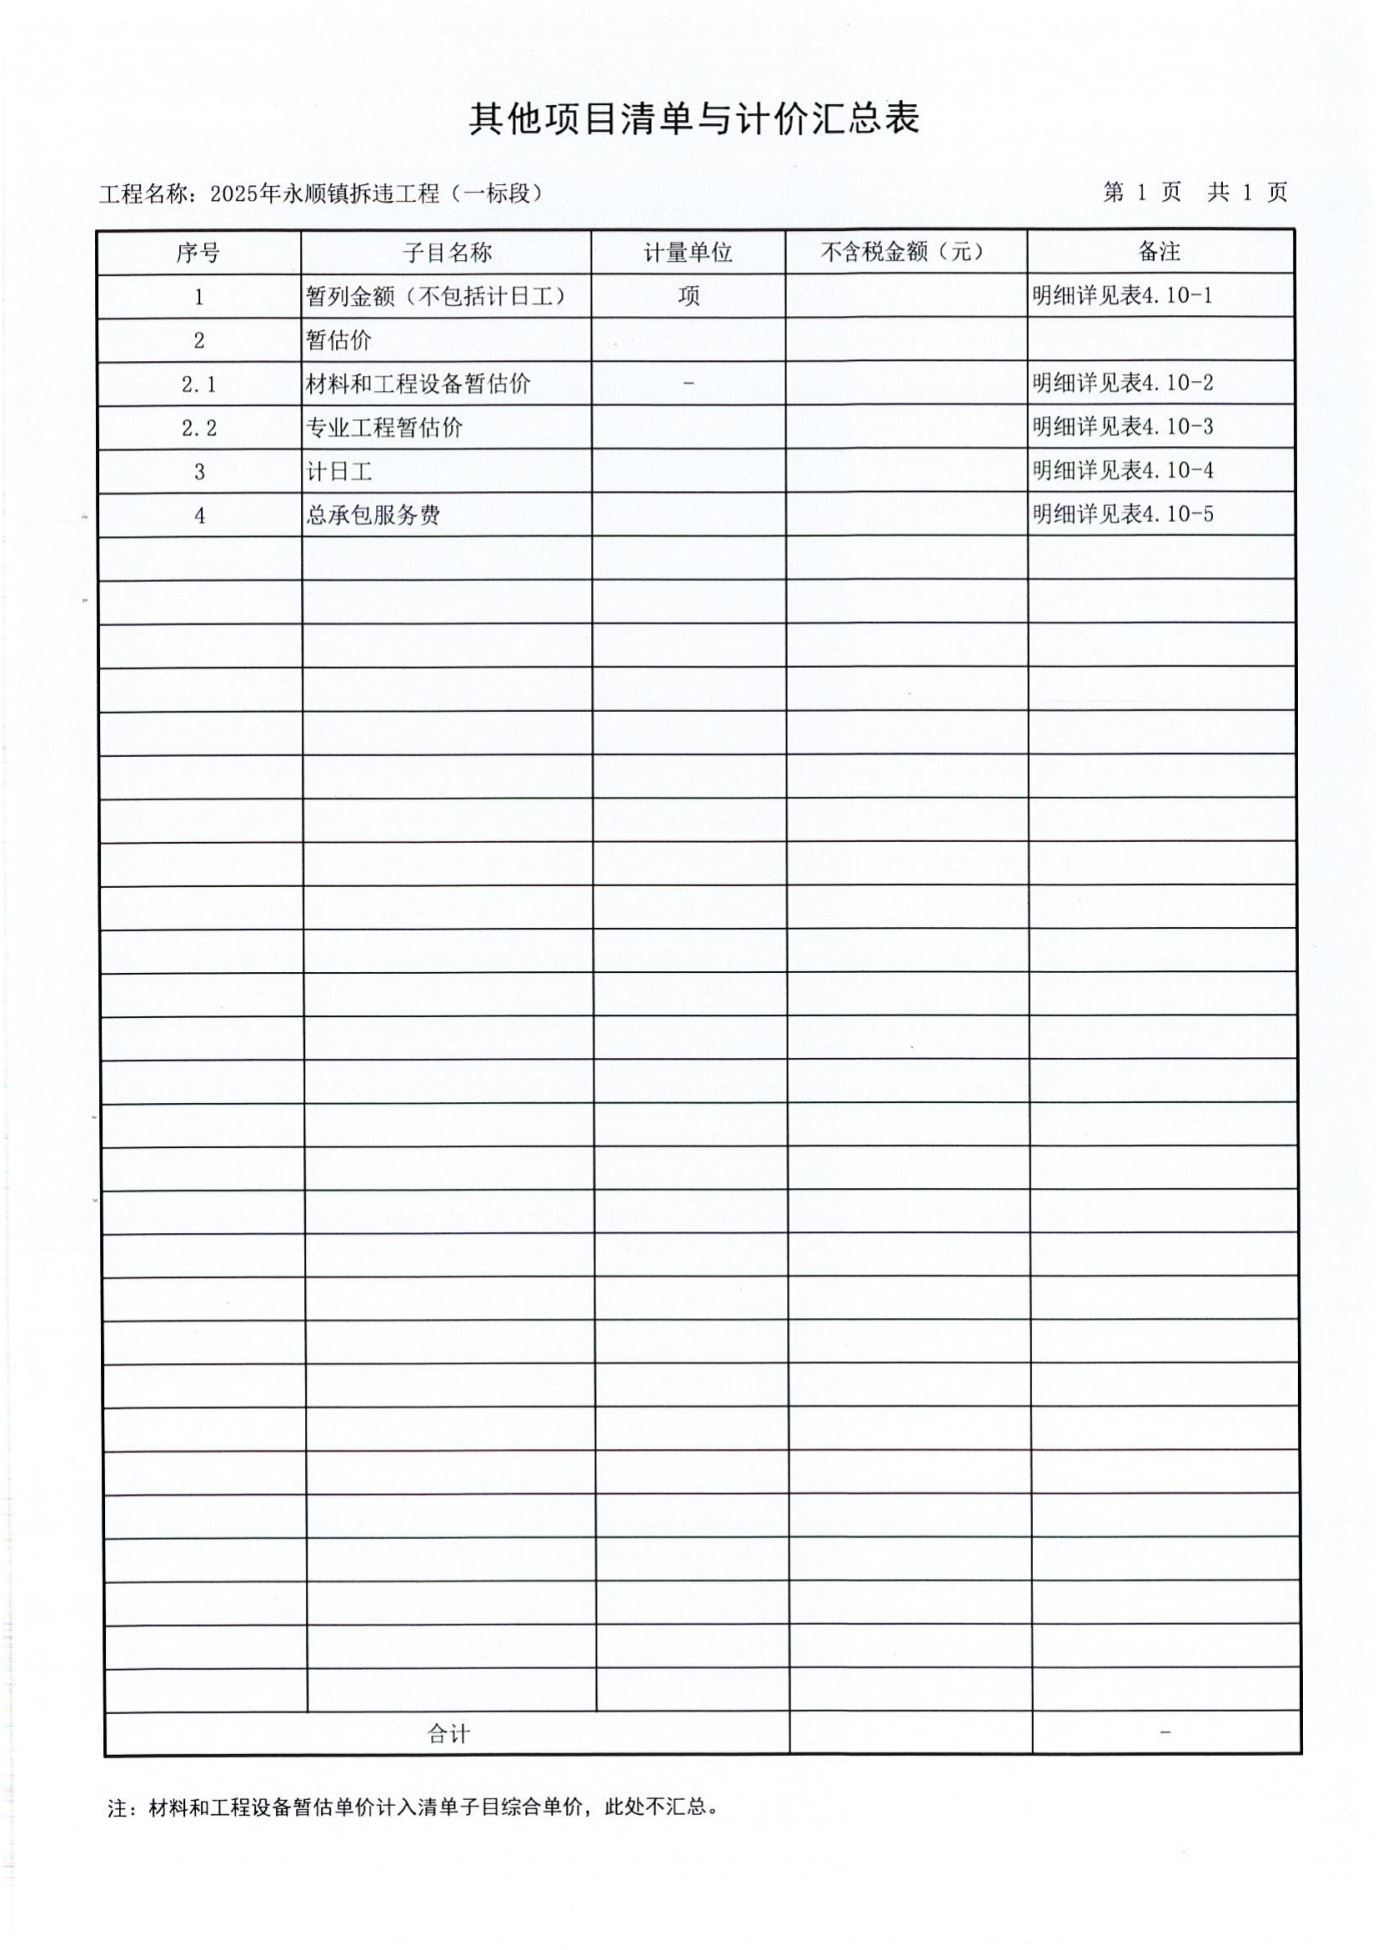 其他项目清单与计价汇总表
工程名称：2025年永顺镇拆违工程（一标段） 第 1 页 共 1 页
序号 子目名称 计量单位 不含税金额（元） 备注
1 暂列金额（不包括计日工） 项 明细详见表4.10-1
2 暂估价
2.1 材料和工程设备暂估价 - 明细详见表4.10-2
2.2 专业工程暂估价 明细详见表4.10-3
3 计日工 明细详见表4.10-4
4 总承包服务费 明细详见表4.10-5
合计 -
注：材料和工程设备暂估单价计入清单子目综合单价，此处不汇总。